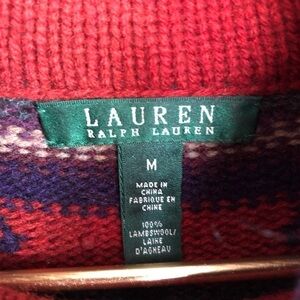 LAUREN
RALPH LAUREN
M
MADE IN
CHINA
FABRIQUE EN
CHINE
100%
LAMBSWOOL/
LAINE
D'AGNEAU